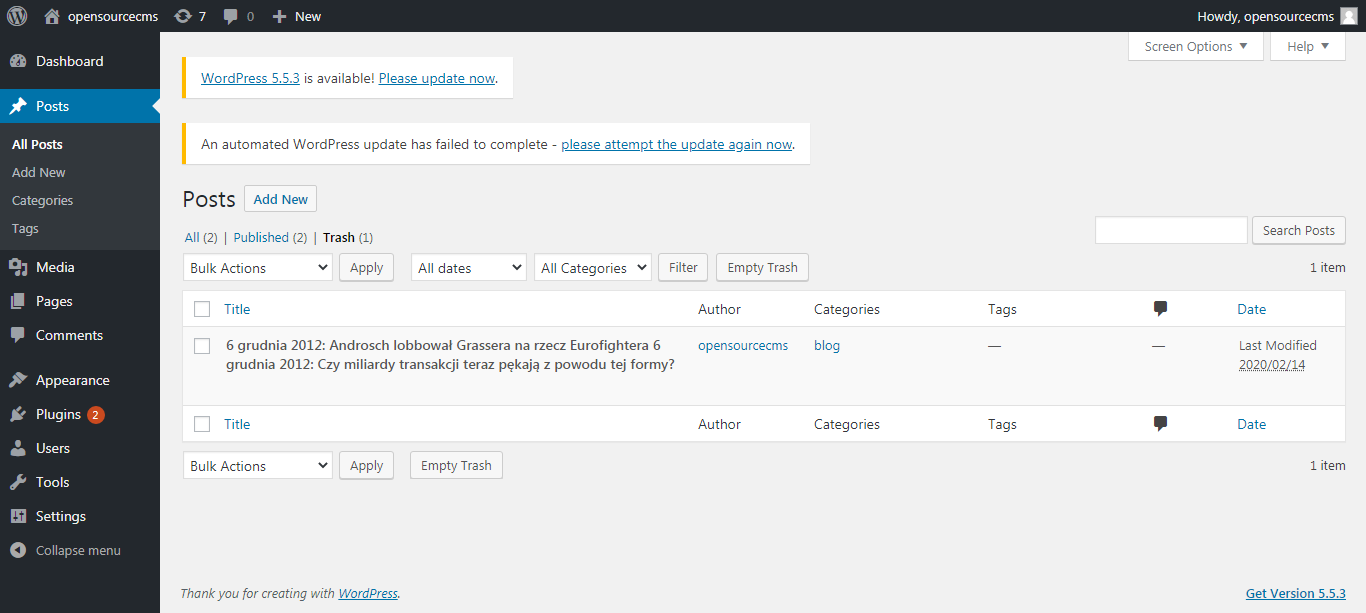 opensourcecms 7 0 New Howdy, opensourcecms
Screen Options Help
Dashboard
Posts
All Posts
Add New
Categories
Tags
Media
Pages
Comments
Appearance
Plugins 2
Users
Tools
Settings
Collapse menu
WordPress 5.5.3 is available! Please update now.
An automated WordPress update has failed to complete - please attempt the update again now.
Posts Add New
All (2) | Published (2) | Trash (1)
Search Posts
Bulk Actions Apply All dates All Categories Filter Empty Trash 1 item
Title Author Categories Tags Date
6 grudnia 2012: Androsch lobbował Grassera na rzecz Eurofightera 6 opensourcecms blog — — Last Modified
grudnia 2012: Czy miliardy transakcji teraz pękają z powodu tej formy? 2020/02/14
Title Author Categories Tags Date
Bulk Actions Apply Empty Trash 1 item
Thank you for creating with WordPress. Get Version 5.5.3